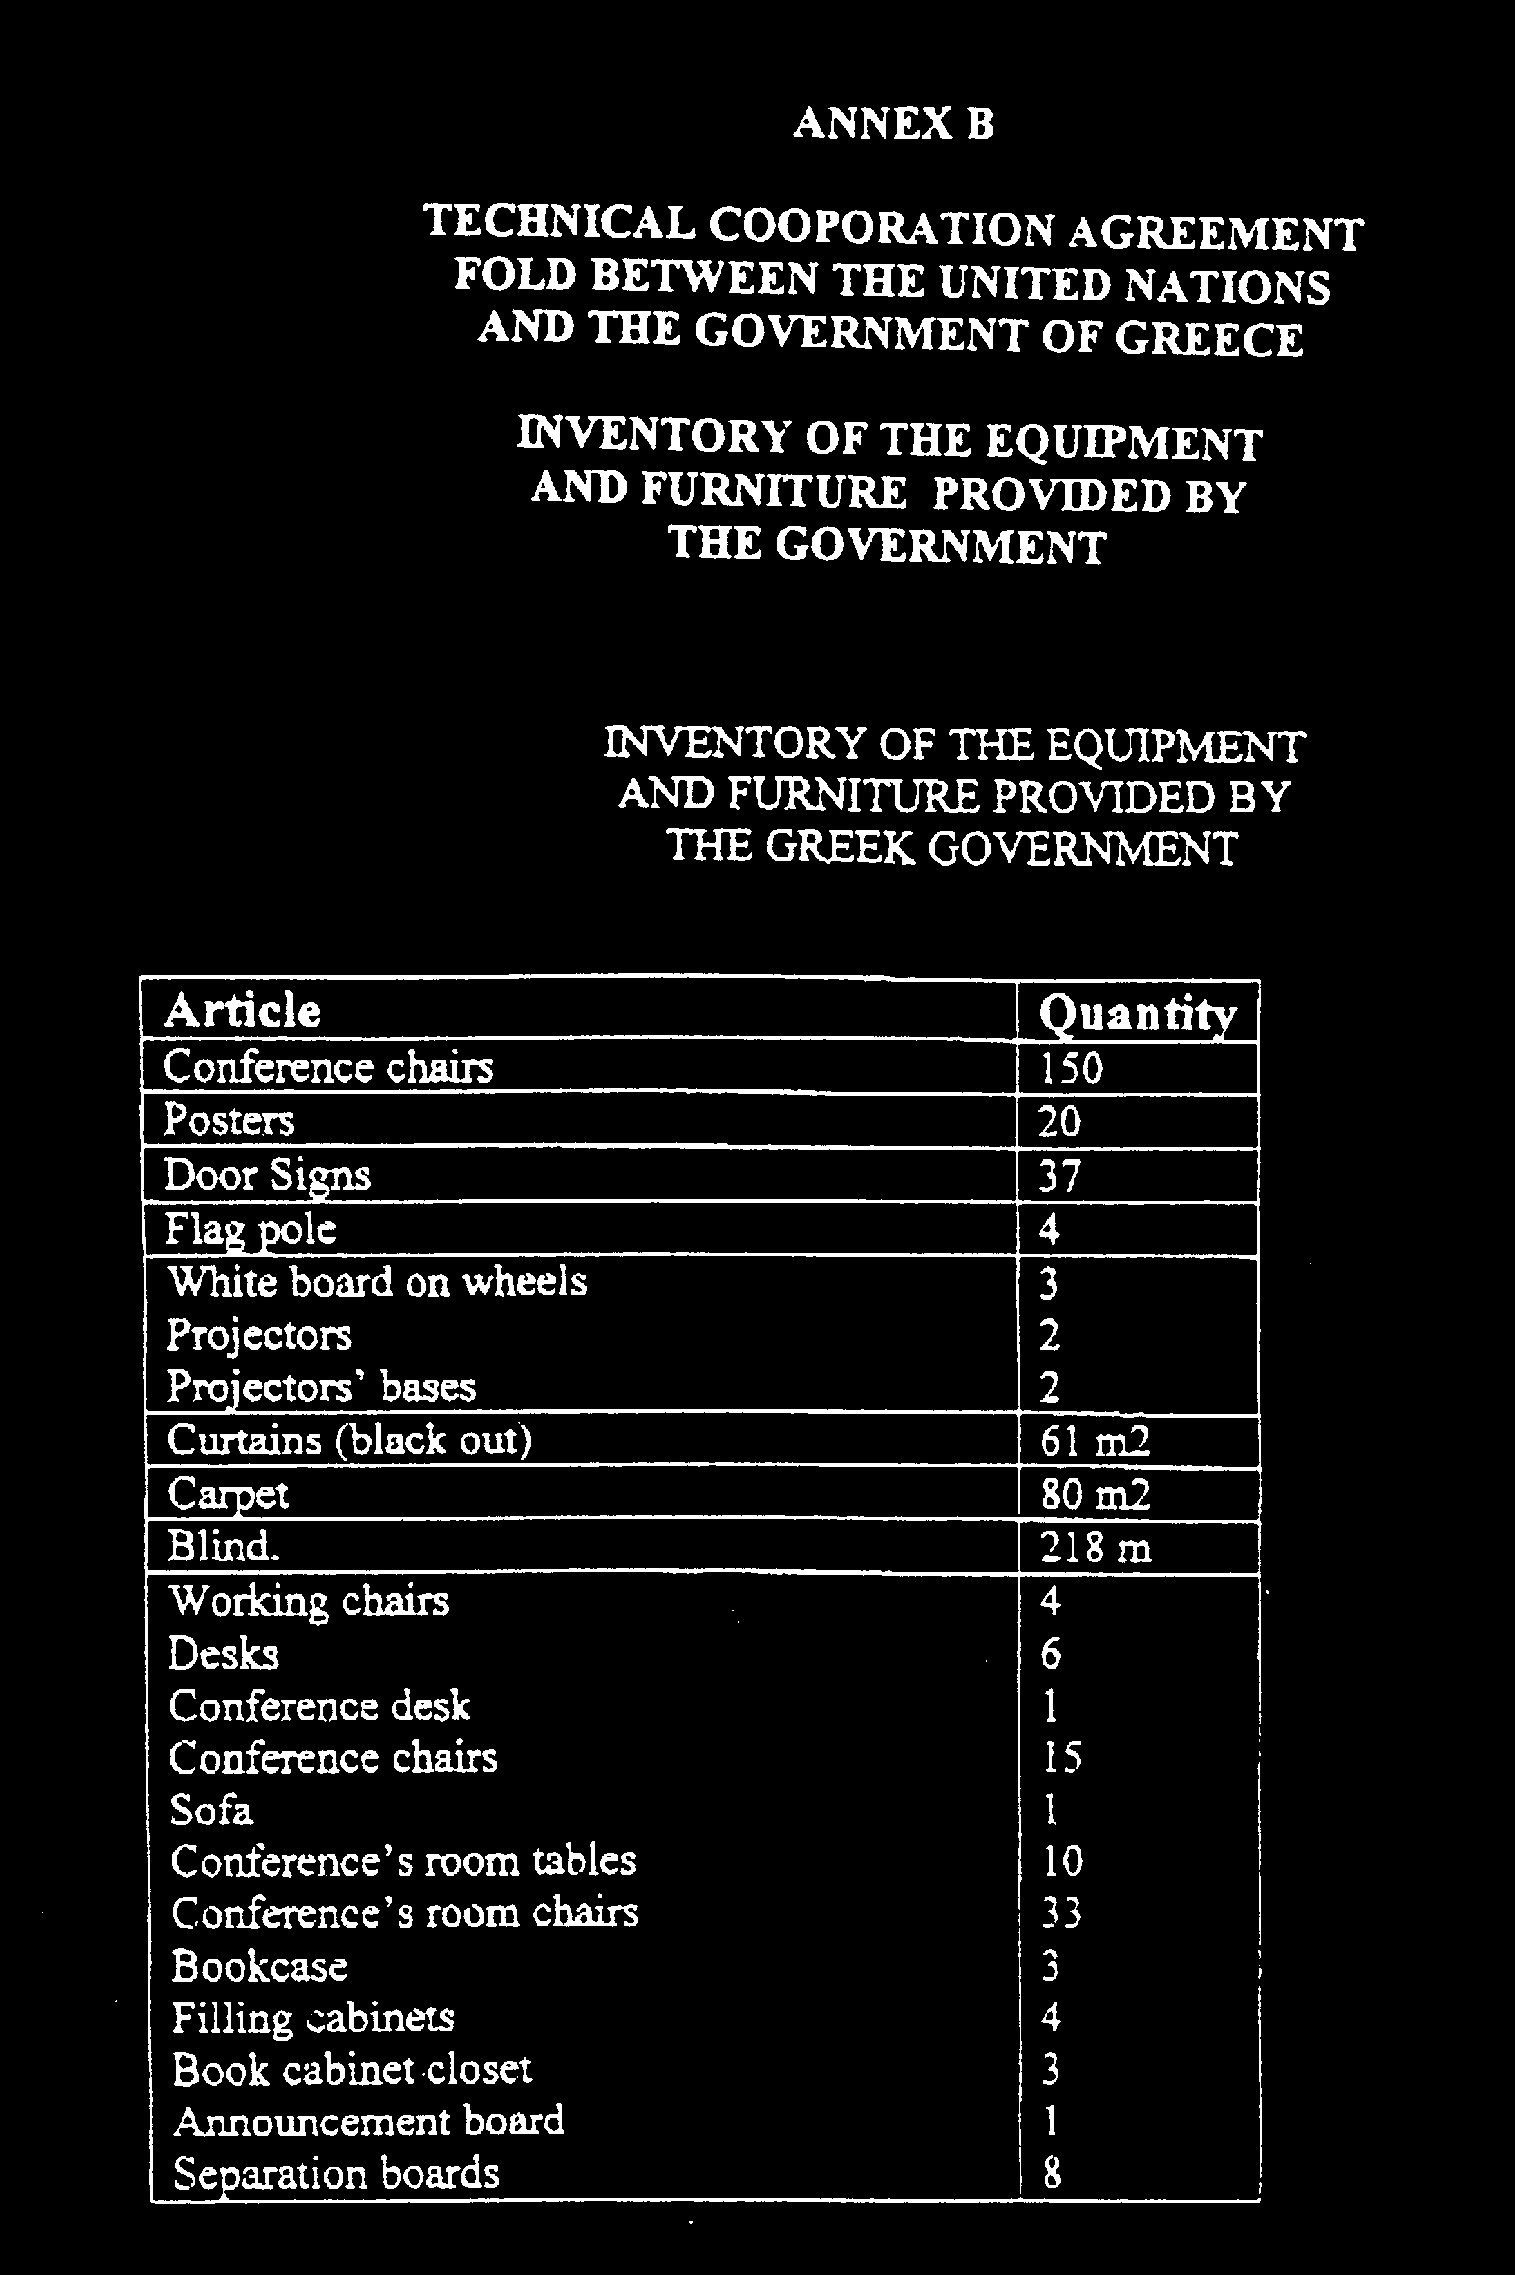 ANNEX B
TECHNICAL COOPORATION AGREEMENT
FOLD BETWEEN THE UNITED NATIONS
AND THE GOVERNMENT OF GREECE
INVENTORY OF THE EQUIPMENT
AND FURNITURE PROVIDED BY
THE GOVERNMENT
INVENTORY OF THE EQUIPMENT
AND FURNITURE PROVIDED BY
THE GREEK GOVERNMENT
Article Quantity
Conference chairs 150
Posters 20
Door Signs 37
Flag pole 4
White board on wheels 3
Projectors 2
Projectors' bases 2
Curtains (black out) 61 m2
Carpet 80 m2
Blind. 218 m
Working chairs 4
Desks 6
Conference desk 1
Conference chairs 15
Sofa 1
Conference's room tables 10
Conference's room chairs 33
Bookcase 3
Filling cabinets 4
Book cabinet closet 3
Announcement board 1
Separation boards 8